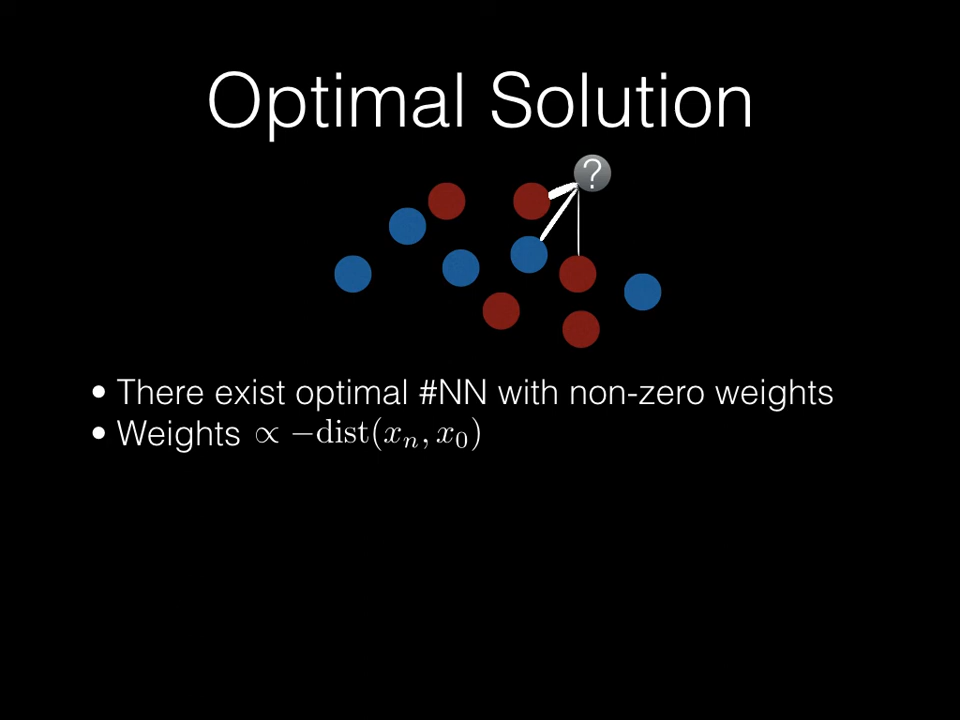 Optimal Solution
?
• There exist optimal #NN with non-zero weights
• Weights ∝ −dist(xₙ, x₀)